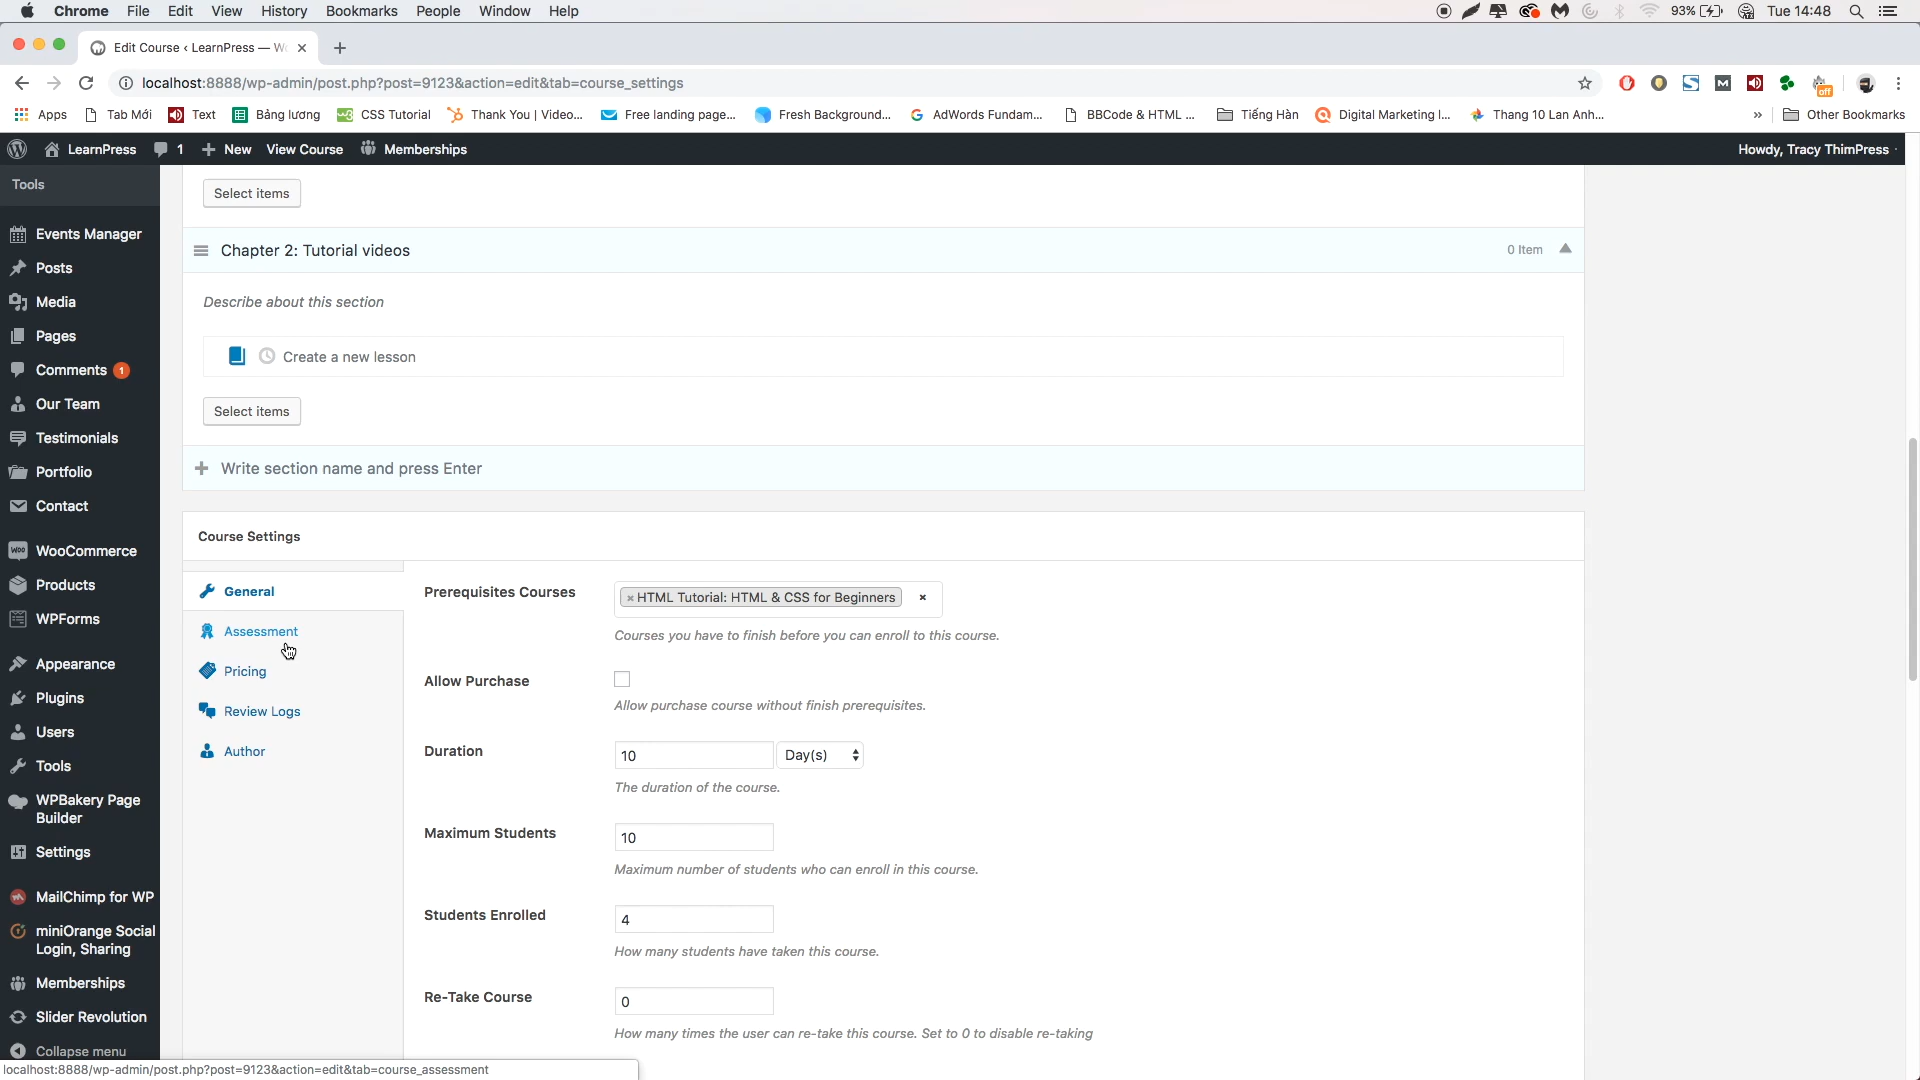 Chrome File Edit View History Bookmarks People Window Help 93% Tue 14:48
Edit Course ‹ LearnPress — W
localhost:8888/wp-admin/post.php?post=9123&action=edit&tab=course_settings
off
Apps Tab Mới Text Bảng lương CSS Tutorial Thank You | Video... Free landing page... Fresh Background... AdWords Fundam... BBCode & HTML ... Tiếng Hàn Digital Marketing I... Thang 10 Lan Anh... » Other Bookmarks
LearnPress 1 New View Course Memberships Howdy, Tracy ThimPress
Tools
Events Manager
Posts
Media
Pages
Comments 1
Our Team
Testimonials
Portfolio
Contact
WooCommerce
Products
WPForms
Appearance
Plugins
Users
Tools
WPBakery Page
Builder
Settings
MailChimp for WP
miniOrange Social
Login, Sharing
Memberships
Slider Revolution
Collapse menu
Select items
Chapter 2: Tutorial videos 0 Item
Describe about this section
Create a new lesson
Select items
Write section name and press Enter
Course Settings
General
Assessment
Pricing
Review Logs
Author
Prerequisites Courses × HTML Tutorial: HTML & CSS for Beginners ×
Courses you have to finish before you can enroll to this course.
Allow Purchase
Allow purchase course without finish prerequisites.
Duration 10 Day(s)
The duration of the course.
Maximum Students 10
Maximum number of students who can enroll in this course.
Students Enrolled 4
How many students have taken this course.
Re-Take Course 0
How many times the user can re-take this course. Set to 0 to disable re-taking
localhost:8888/wp-admin/post.php?post=9123&action=edit&tab=course_assessment